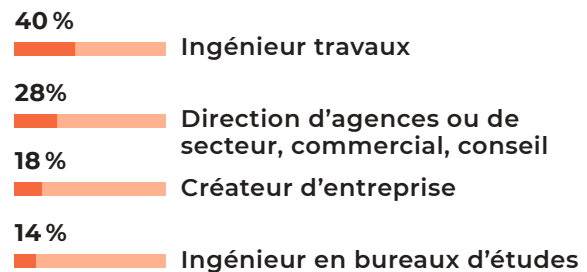 40 %
Ingénieur travaux
28%
Direction d’agences ou de
secteur, commercial, conseil
18 %
Créateur d’entreprise
14 %
Ingénieur en bureaux d’études